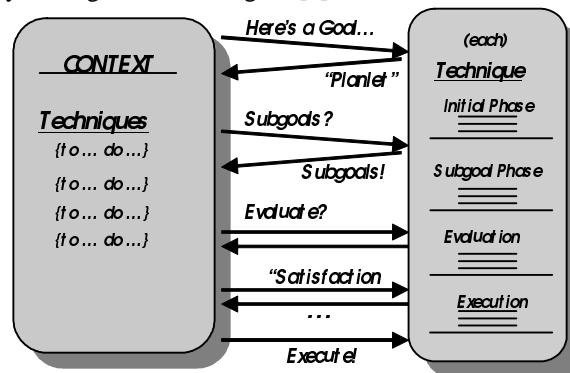 CONTEXT
Techniques
{to... do...}
{to... do...}
{to... do...}
{to... do...}
Here's a Goal...
“Planlet”
Subgoals?
Subgoals!
Evaluate?
“Satisfaction
...
Execute!
(each)
Technique
Initial Phase
Subgoal Phase
Evaluation
Execution